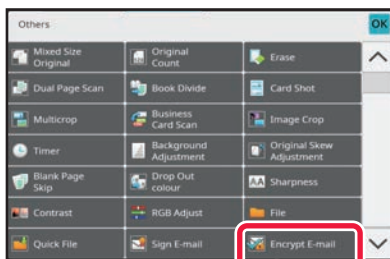 Others
OK
Mixed Size
Original
Original
Count
Erase
Dual Page Scan
Book Divide
Card Shot
Multicrop
Business
Card Scan
Image Crop
Timer
Background
Adjustment
Original Skew
Adjustment
Blank Page
Skip
Drop Out
colour
AA Sharpness
Contrast
RGB Adjust
File
Quick File
Sign E-mail
Encrypt E-mail